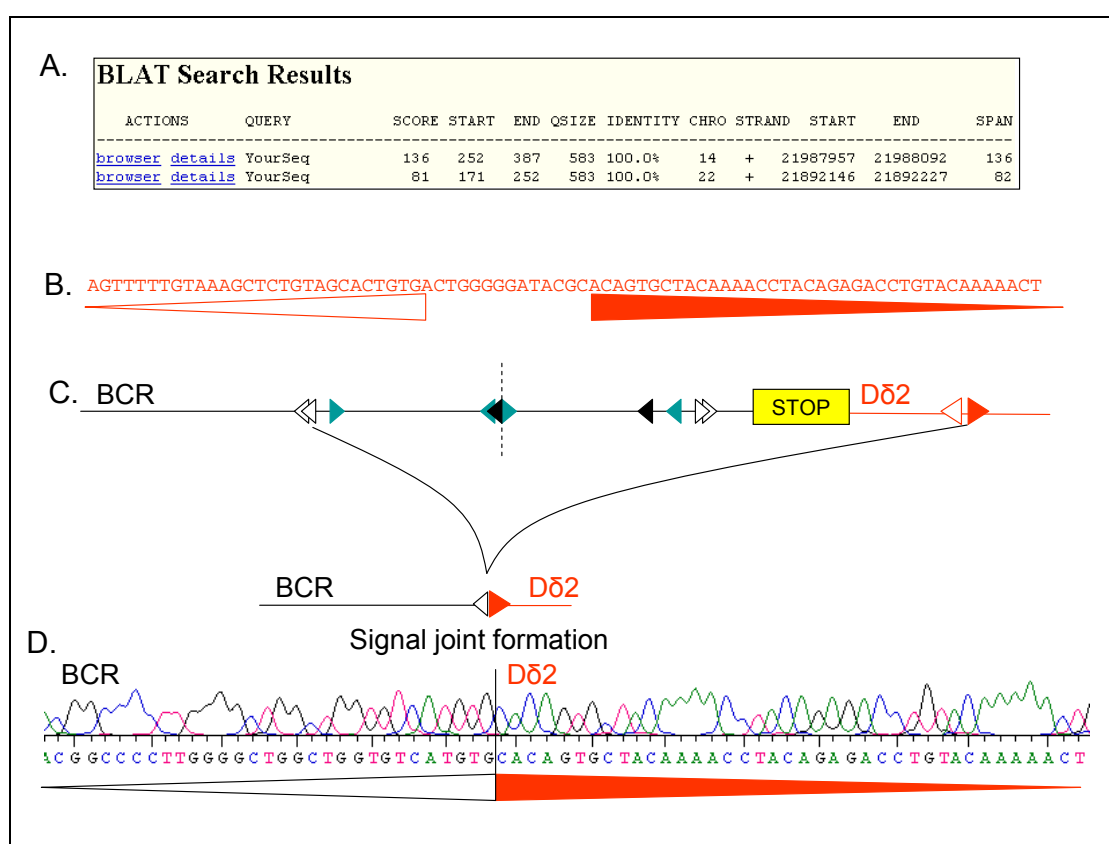 A.
BLAT Search Results
ACTIONS QUERY SCORE START END QSIZE IDENTITY CHRO STRAND START END SPAN
browser details YourSeq 136 252 387 583 100.0% 14 + 21987957 21988092 136
browser details YourSeq 81 171 252 583 100.0% 22 + 21892146 21892227 82
B.
AGTTTTTGTAAAGCTCTGTAGCACTGTGACTGGGGGATACGCACAGTGCTACAAAACCTACAGAGACCTGTACAAAAACT
C.
BCR
STOP
Dδ2
BCR
Dδ2
Signal joint formation
D.
BCR
Dδ2
ACGGCCCCTTGGGGCTGGCTGGTGTCATGTGCACAGTGCTACAAAACCTACAGAGACCTGTACAAAAACT